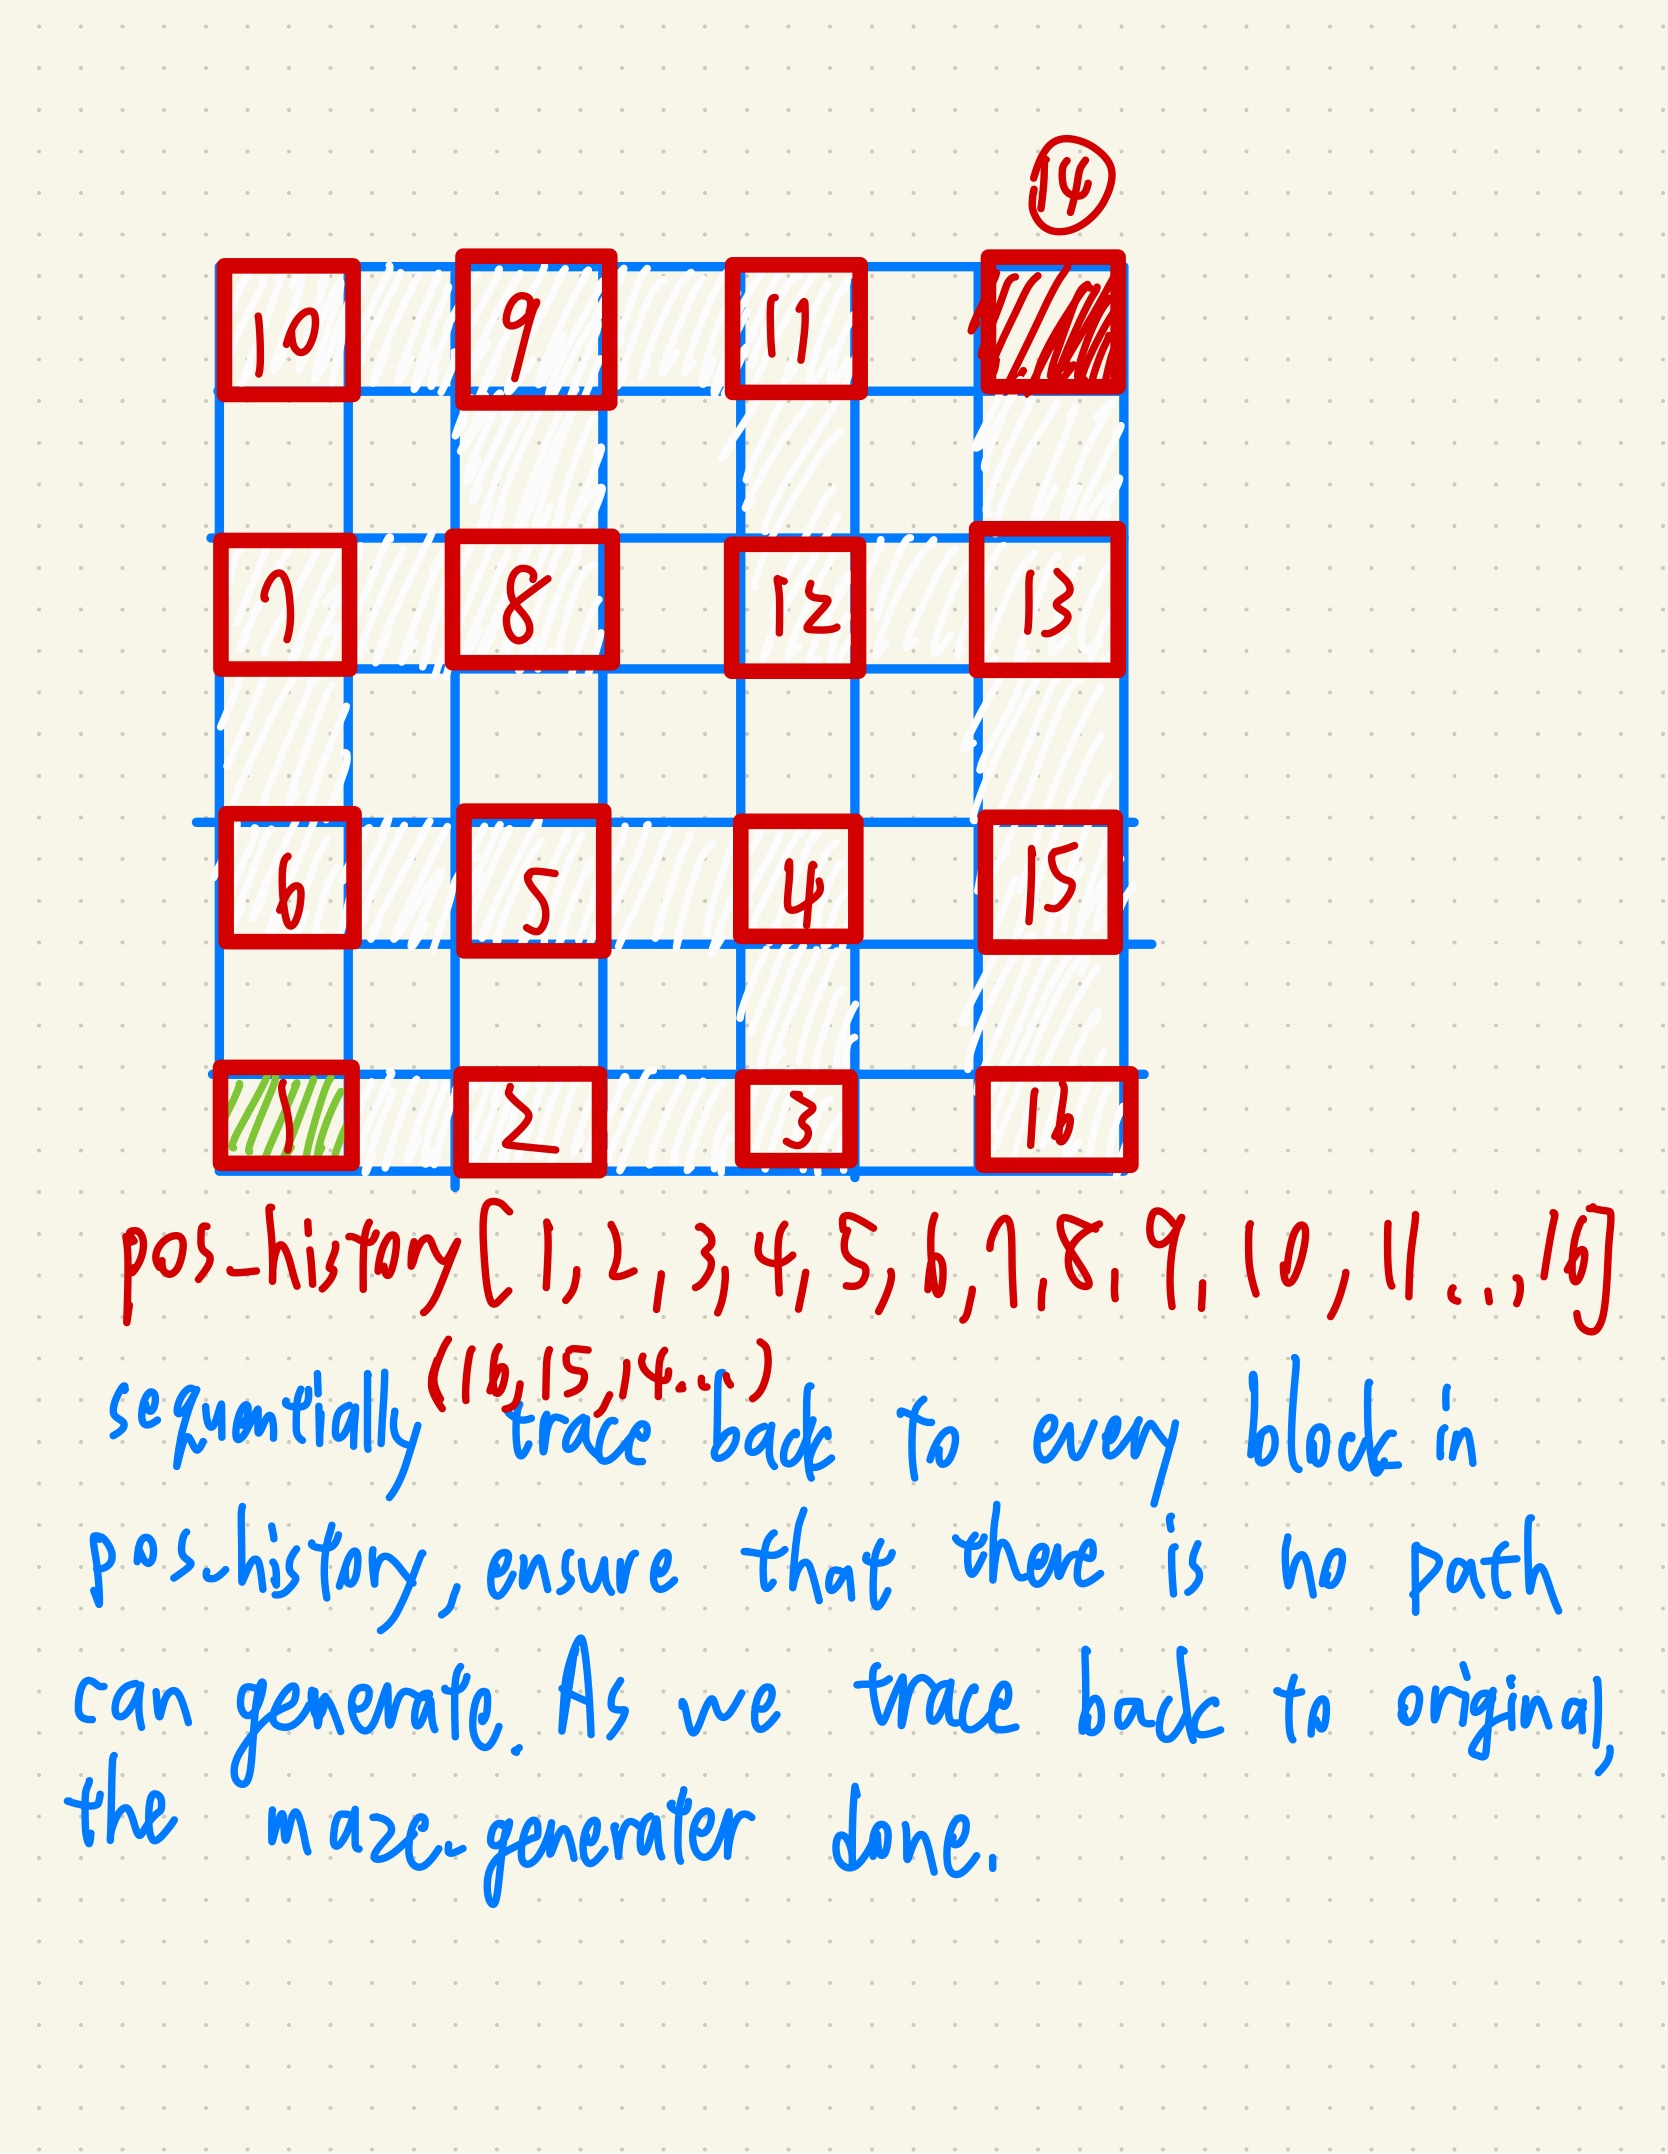 14
10 9 11
7 8 12 13
6 5 4 15
1 2 3 16
pos_history[1,2,3,4,5,6,7,8,9,10,11...,16]
(16,15,14...)
sequentially trace back to every block in
pos_history, ensure that there is no path
can generate. As we trace back to original,
the maze_generater done.